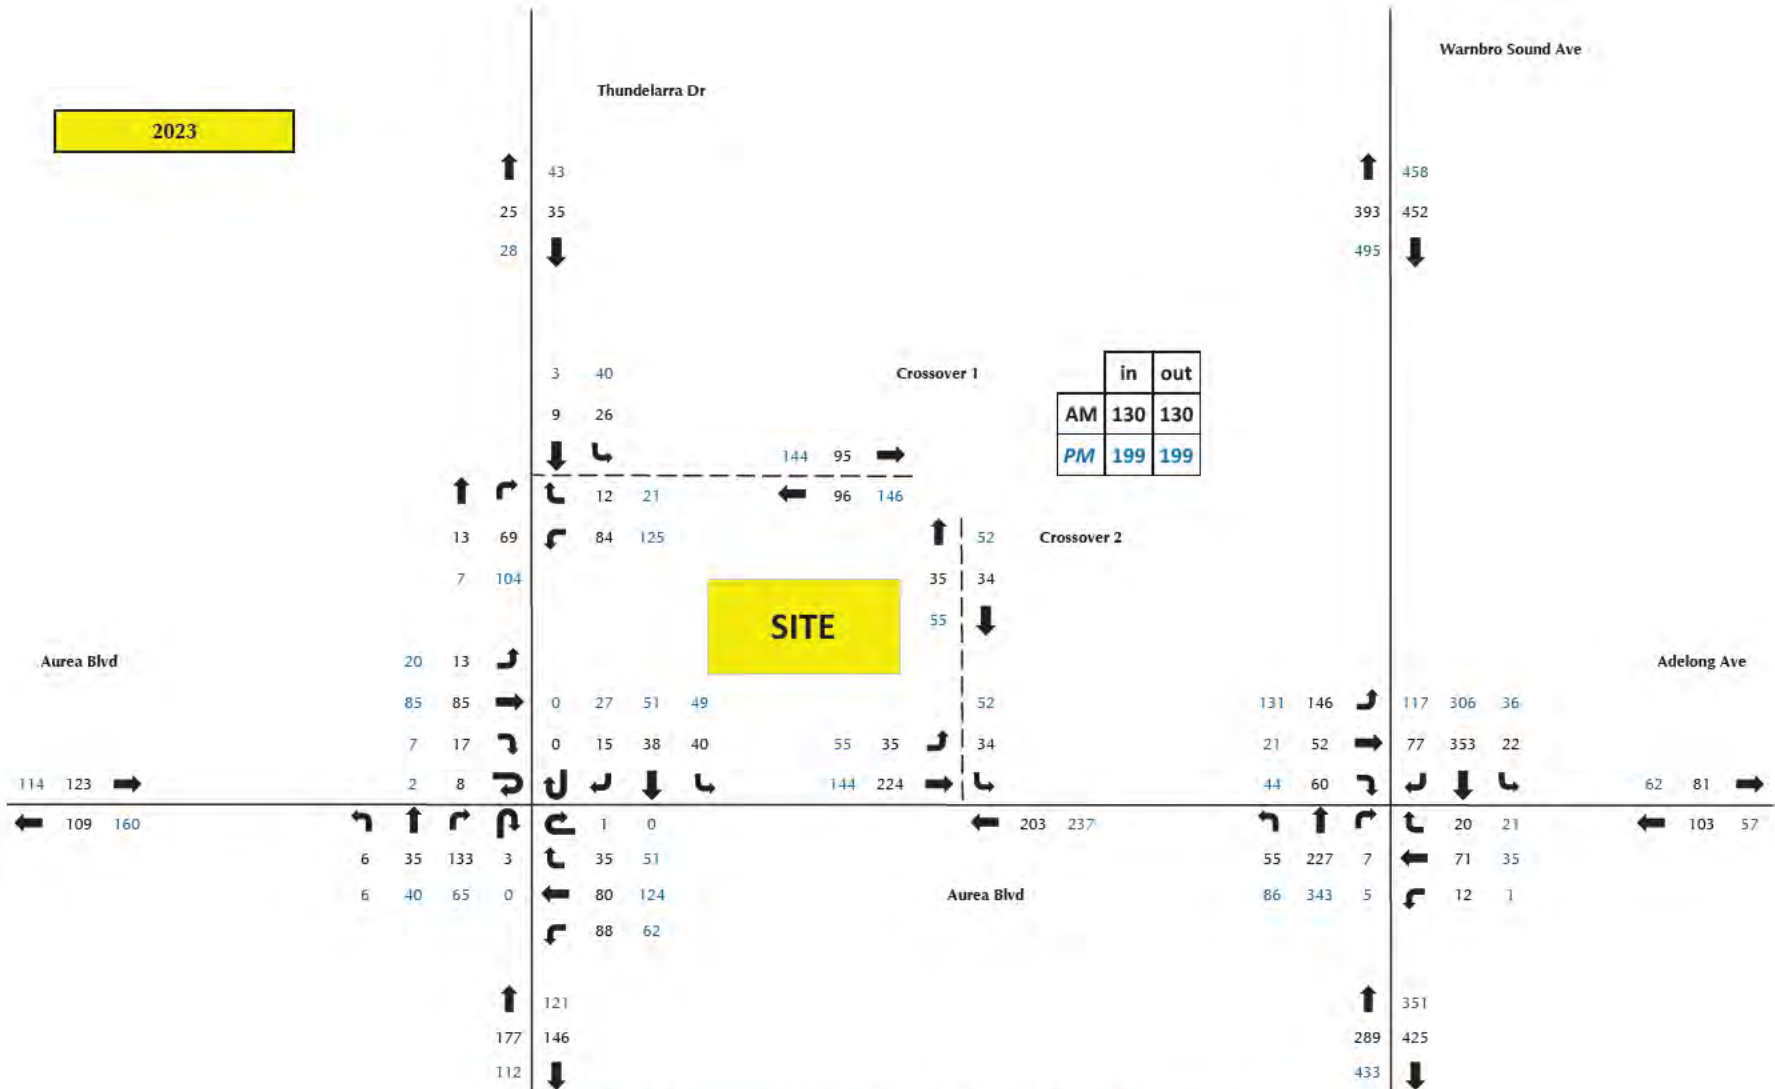 Warnbro Sound Ave
Thundelarra Dr
2023
43 458
25 35 393 452
28 495
3 40 Crossover 1 in out
9 26 AM 130 130
144 95 PM 199 199
12 21 96 146
13 69 84 125 52 Crossover 2
7 104 35 34
SITE 55
Aurea Blvd 20 13 Adelong Ave
85 85 0 27 51 49 52 131 146 117 306 36
7 17 0 15 38 40 55 35 34 21 52 77 353 22
114 123 2 8 144 224 44 60 62 81
109 160 1 0 203 237 20 21 103 57
6 35 133 3 35 51 55 227 7 71 35
6 40 65 0 80 124 Aurea Blvd 86 343 5 12 1
88 62
121 351
177 146 289 425
112 433